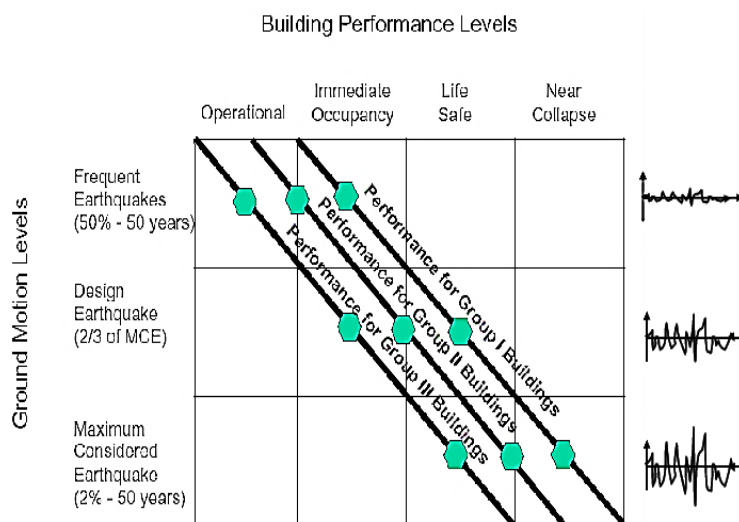 Building Performance Levels
Operational
Immediate
Occupancy
Life
Safe
Near
Collapse
Ground Motion Levels
Frequent
Earthquakes
(50% - 50 years)
Design
Earthquake
(2/3 of MCE)
Maximum
Considered
Earthquake
(2% - 50 years)
Performance for Group I Buildings
Performance for Group II Buildings
Performance for Group III Buildings